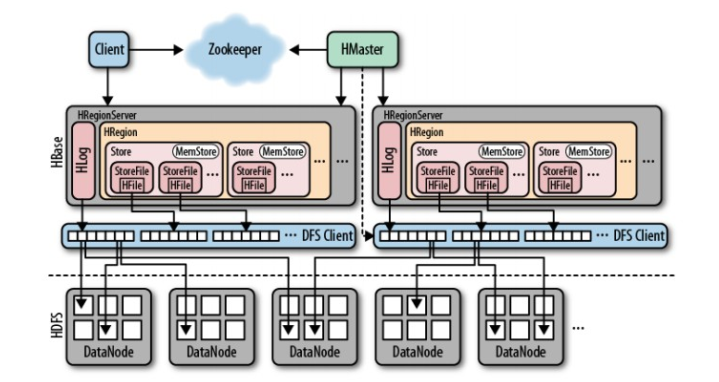 Client
Zookeeper
HMaster
HBase
HRegionServer
HLog
HRegion
Store
MemStore
StoreFile
HFile
StoreFile
HFile
...
Store
MemStore
StoreFile
HFile
...
...
...
HRegionServer
HLog
HRegion
Store
MemStore
StoreFile
HFile
StoreFile
HFile
...
Store
MemStore
StoreFile
HFile
...
...
...
... DFS Client
... DFS Client
HDFS
DataNode
DataNode
DataNode
DataNode
DataNode
...